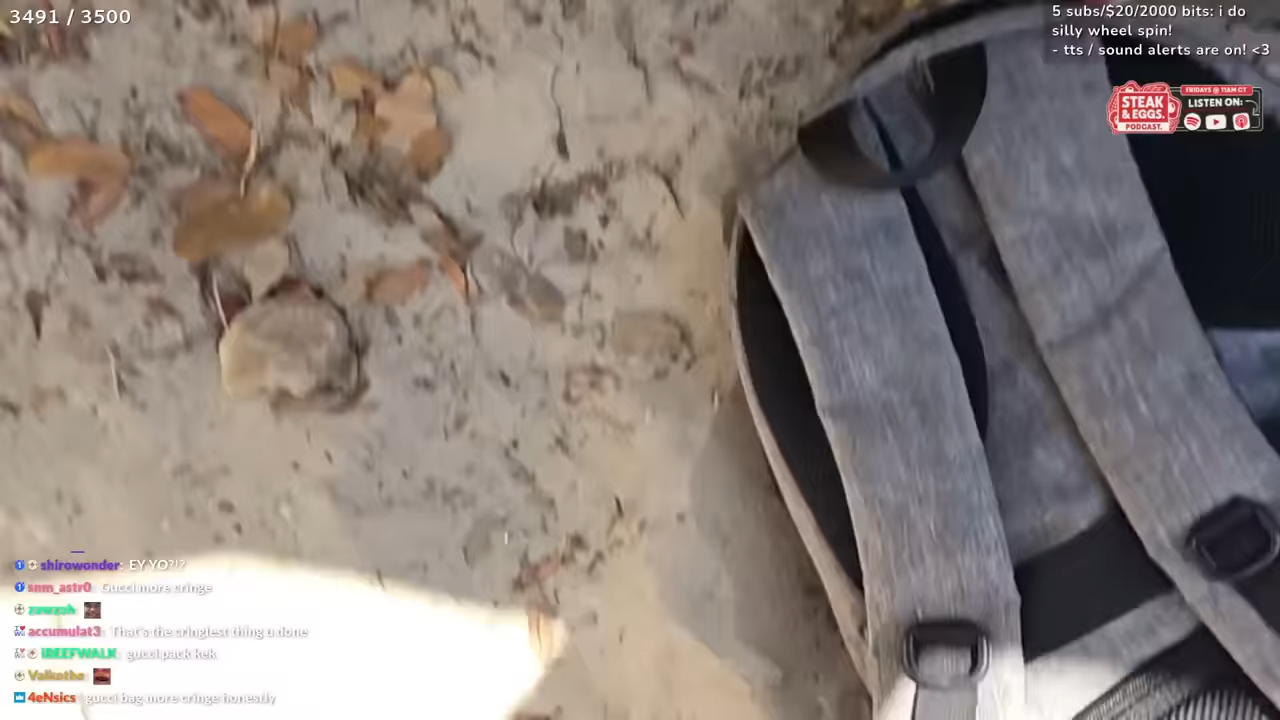 3491 / 3500
5 subs/$20/2000 bits: i do
silly wheel spin!
- tts / sound alerts are on! <3
STEAK
& EGGS.
PODCAST.
FRIDAYS @ 11AM CT
LISTEN ON:
shirowonder: EY YO?!?
snm_astr0: Gucci more cringe
zawzoh:
accumulat3: That's the cringiest thing u done
iREEFWALK: gucci pack kek
Valkothe:
4eNsics: gucci bag more cringe honestly